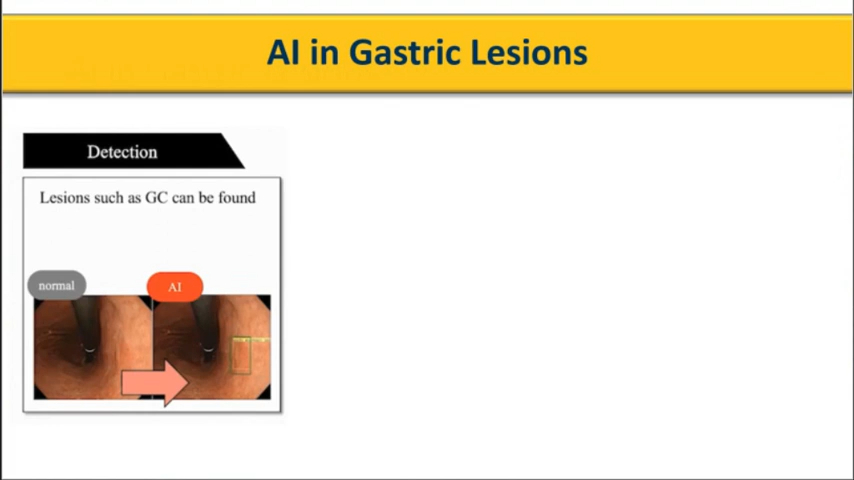 AI in Gastric Lesions
Detection
Lesions such as GC can be found
normal
AI